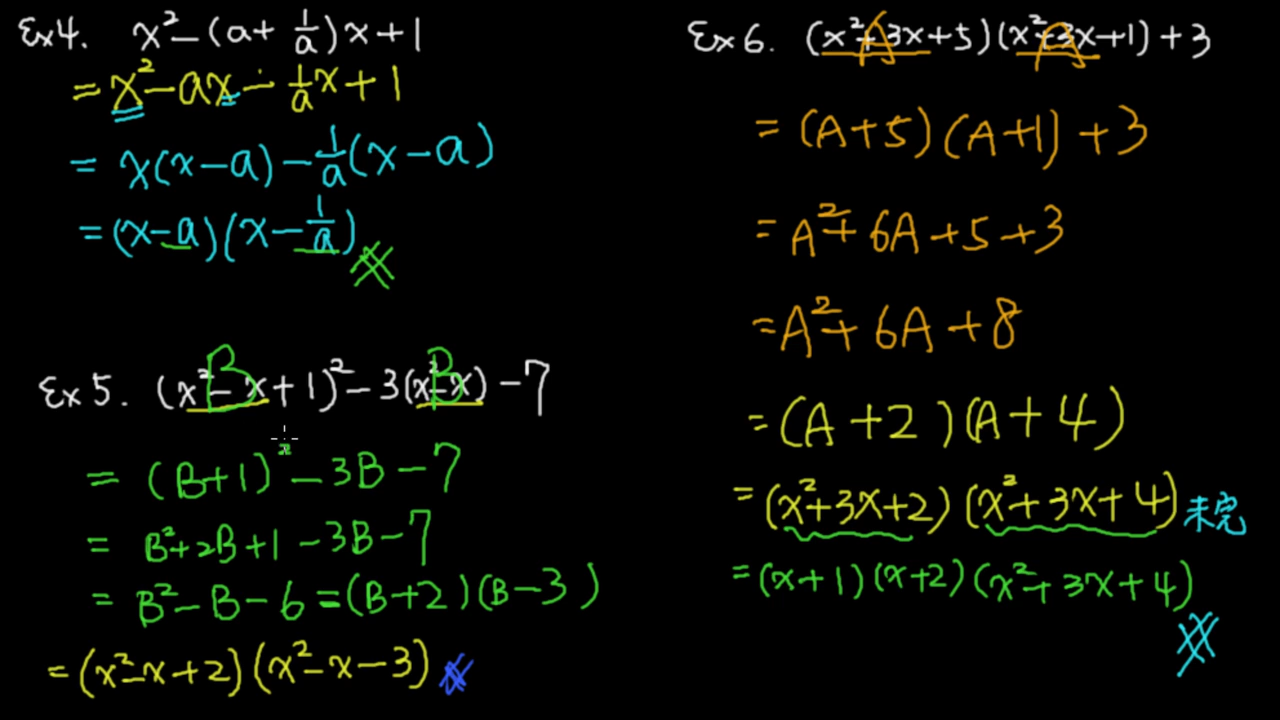 Ex4. x²-(a+1/a)x+1
=x²-ax-1/a x+1
=x(x-a)-1/a(x-a)
=(x-a)(x-1/a)
Ex5. (x²-x+1)²-3(x²-x)-7
B B
=(B+1)²-3B-7
=B²+2B+1-3B-7
=B²-B-6=(B+2)(B-3)
=(x²-x+2)(x²-x-3)
Ex6. (x²+3x+5)(x²+3x+1)+3
A A
=(A+5)(A+1)+3
=A²+6A+5+3
=A²+6A+8
=(A+2)(A+4)
=(x²+3x+2)(x²+3x+4)未完
=(x+1)(x+2)(x²+3x+4)